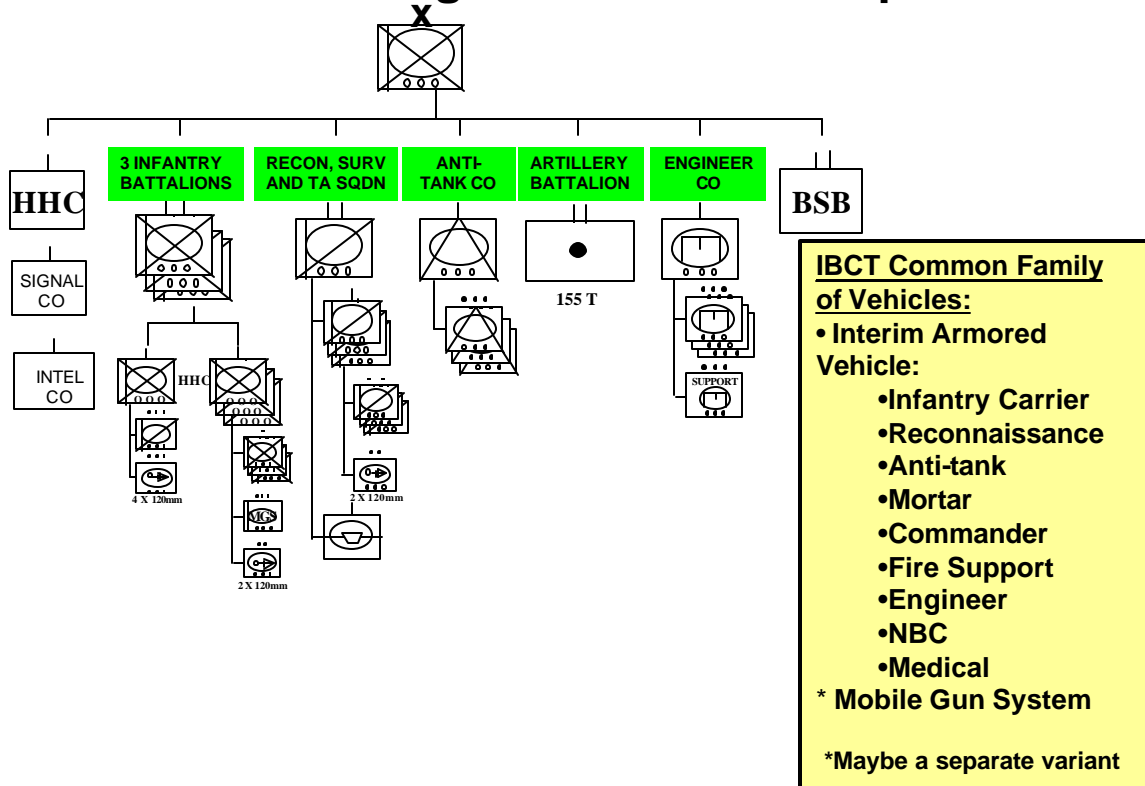 x
3 INFANTRY
BATTALIONS
RECON, SURV
AND TA SQDN
ANTI-
TANK CO
ARTILLERY
BATTALION
ENGINEER
CO
HHC
BSB
SIGNAL
CO
INTEL
CO
155 T
HHC
SUPPORT
4 X 120mm
MGS
2 X 120mm
2 X 120mm
IBCT Common Family
of Vehicles:
• Interim Armored
Vehicle:
•Infantry Carrier
•Reconnaissance
•Anti-tank
•Mortar
•Commander
•Fire Support
•Engineer
•NBC
•Medical
* Mobile Gun System
*Maybe a separate variant